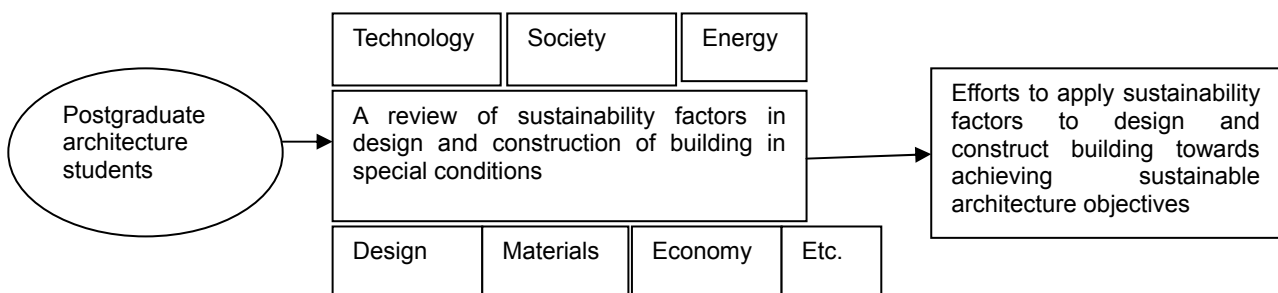 Technology
Society
Energy
Postgraduate
architecture
students
A review of sustainability factors in
design and construction of building in
special conditions
Efforts to apply sustainability
factors to design and
construct building towards
achieving sustainable
architecture objectives
Design
Materials
Economy
Etc.